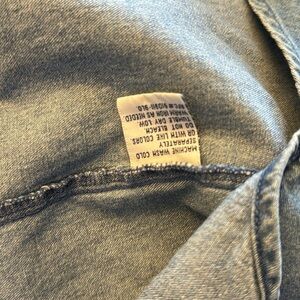 MACHINE WASH COLD
SEPARATELY
OR WITH LIKE COLORS
DO NOT BLEACH
TUMBLE DRY LOW
WARM IRON AS NEEDED